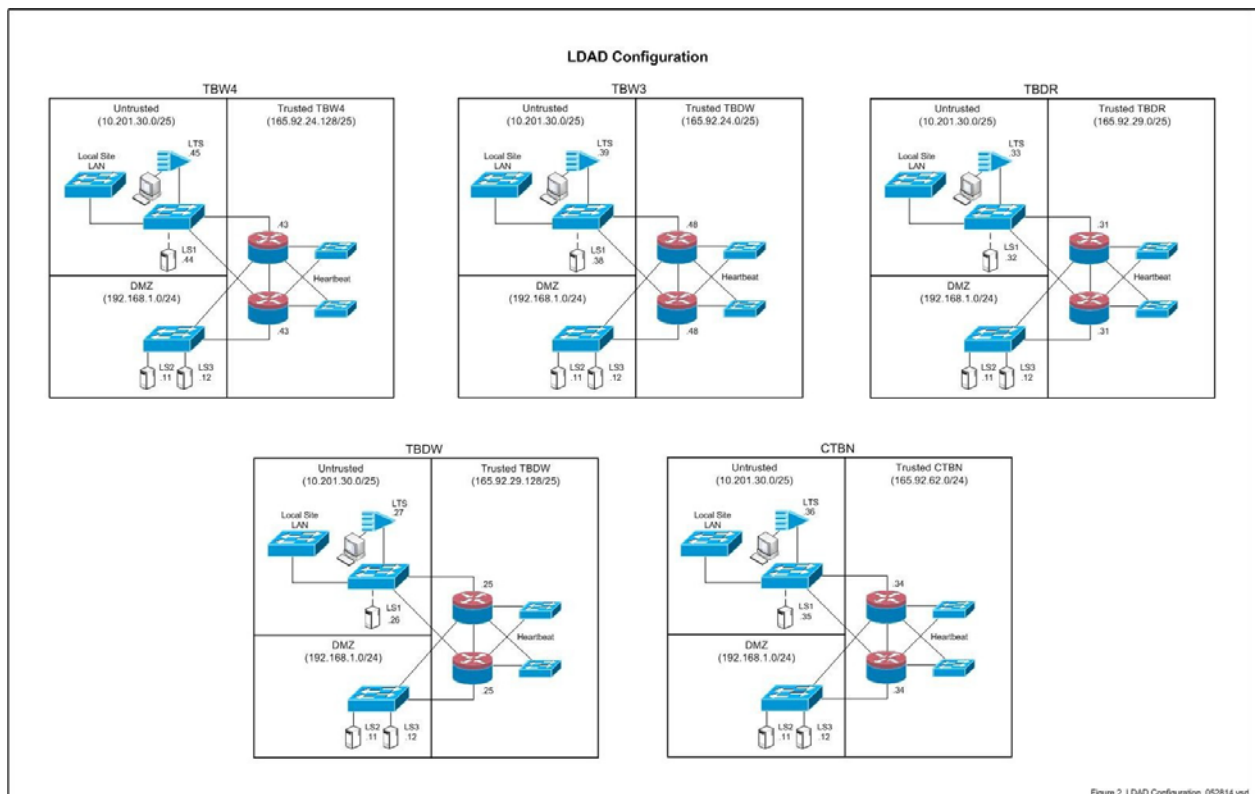 LDAD Configuration
TBW4
Untrusted
(10.201.30.0/25)
Trusted TBW4
(165.92.24.128/25)
LTS
.45
Local Site
LAN
.43
LS1
.44
Heartbeat
DMZ
(192.168.1.0/24)
.43
LS2
.11
LS3
.12
TBW3
Untrusted
(10.201.30.0/25)
Trusted TBDW
(165.92.24.0/25)
LTS
.39
Local Site
LAN
.48
LS1
.38
Heartbeat
DMZ
(192.168.1.0/24)
.48
LS2
.11
LS3
.12
TBDR
Untrusted
(10.201.30.0/25)
Trusted TBDR
(165.92.29.0/25)
LTS
.33
Local Site
LAN
.31
LS1
.32
Heartbeat
DMZ
(192.168.1.0/24)
.31
LS2
.11
LS3
.12
TBDW
Untrusted
(10.201.30.0/25)
Trusted TBDW
(165.92.29.128/25)
LTS
.27
Local Site
LAN
.25
LS1
.26
Heartbeat
DMZ
(192.168.1.0/24)
.25
LS2
.11
LS3
.12
CTBN
Untrusted
(10.201.30.0/25)
Trusted CTBN
(165.92.62.0/24)
LTS
.36
Local Site
LAN
.34
LS1
.35
Heartbeat
DMZ
(192.168.1.0/24)
.34
LS2
.11
LS3
.12
Figure 2_LDAD Configuration_052814.vsd